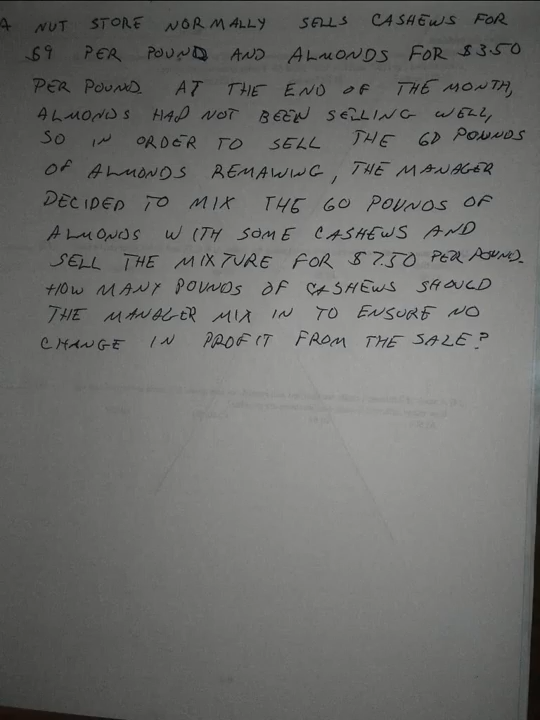 A NUT STORE NORMALLY SELLS CASHEWS FOR
$9 PER POUND AND ALMONDS FOR $3.50
PER POUND. AT THE END OF THE MONTH,
ALMONDS HAD NOT BEEN SELLING WELL,
SO IN ORDER TO SELL THE 60 POUNDS
OF ALMONDS REMAINING, THE MANAGER
DECIDED TO MIX THE 60 POUNDS OF
ALMONDS WITH SOME CASHEWS AND
SELL THE MIXTURE FOR $7.50 PER POUND.
HOW MANY POUNDS OF CASHEWS SHOULD
THE MANAGER MIX IN TO ENSURE NO
CHANGE IN PROFIT FROM THE SALE?